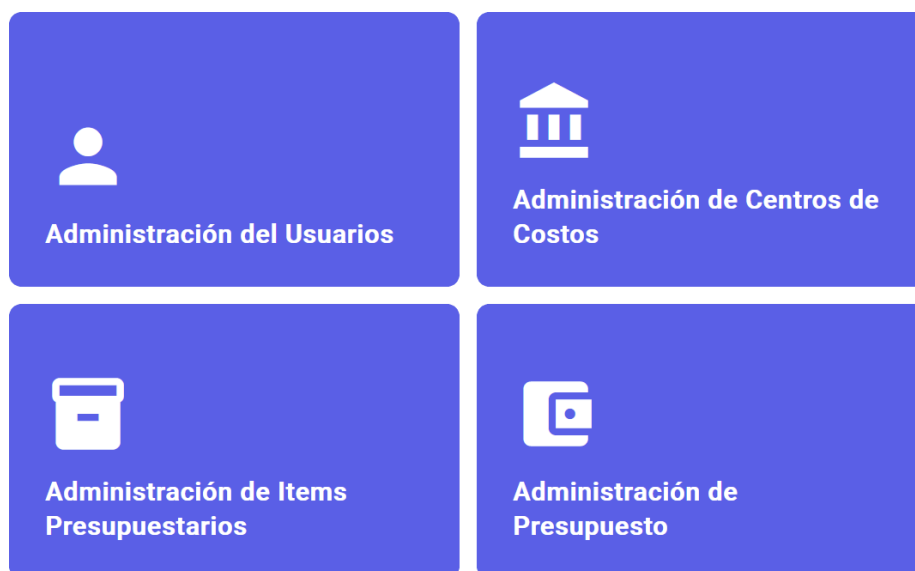 Administración del Usuarios
Administración de Centros de
Costos
Administración de Items
Presupuestarios
Administración de
Presupuesto